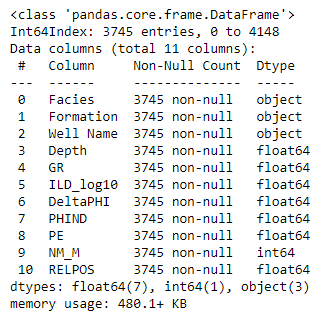 <class 'pandas.core.frame.DataFrame'>
Int64Index: 3745 entries, 0 to 4148
Data columns (total 11 columns):
 #   Column      Non-Null Count  Dtype
---  ------      --------------  -----
 0   Facies      3745 non-null   object
 1   Formation   3745 non-null   object
 2   Well Name   3745 non-null   object
 3   Depth       3745 non-null   float64
 4   GR          3745 non-null   float64
 5   ILD_log10   3745 non-null   float64
 6   DeltaPHI    3745 non-null   float64
 7   PHIND       3745 non-null   float64
 8   PE          3745 non-null   float64
 9   NM_M        3745 non-null   int64
 10  RELPOS      3745 non-null   float64
dtypes: float64(7), int64(1), object(3)
memory usage: 480.1+ KB